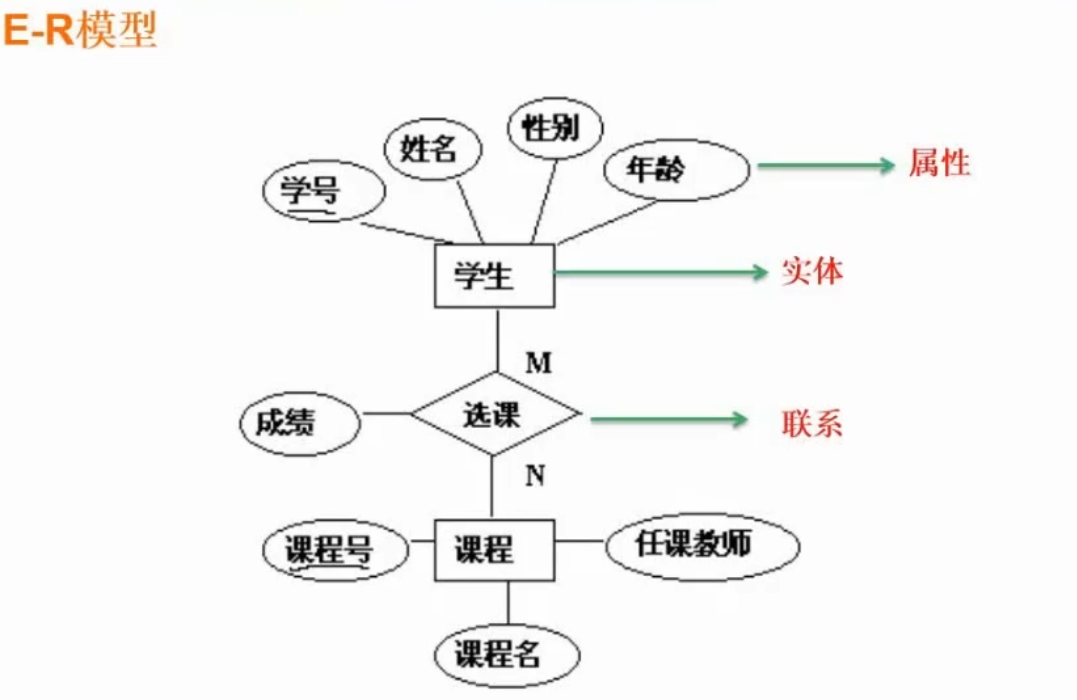 E-R模型
性别
姓名
年龄
属性
学号
学生
实体
M
成绩
选课
联系
N
课程号
课程
任课教师
课程名